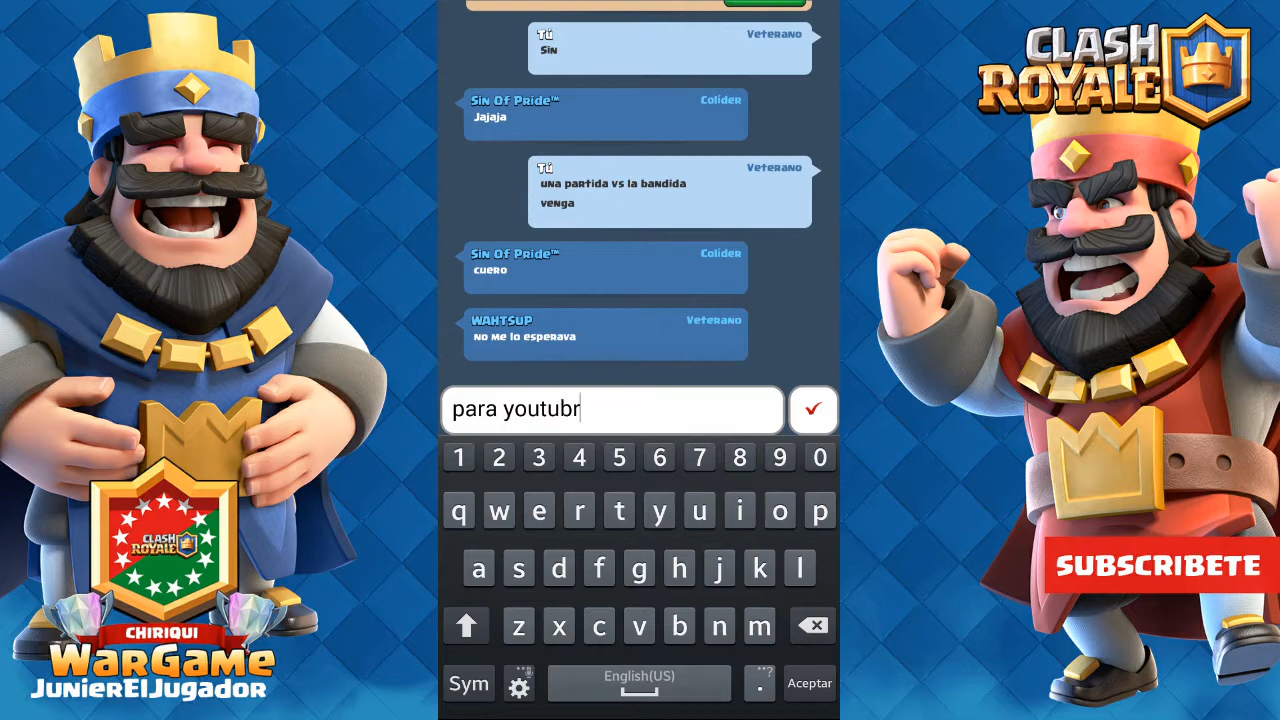 Tú Veterano
Sin
Sin Of Pride™ Colider
Jajaja
Tú Veterano
una partida vs la bandida
venga
Sin Of Pride™ Colider
cuero
WAHTSUP Veterano
No me lo esperava
para youtubr
1 2 3 4 5 6 7 8 9 0
q w e r t y u i o p
a s d f g h j k l
z x c v b n m
Sym English(US) . Aceptar
CLASH
ROYALE
SUBSCRIBETE
CLASH
ROYALE
CHIRIQUI
WARGAME
JunierElJugador